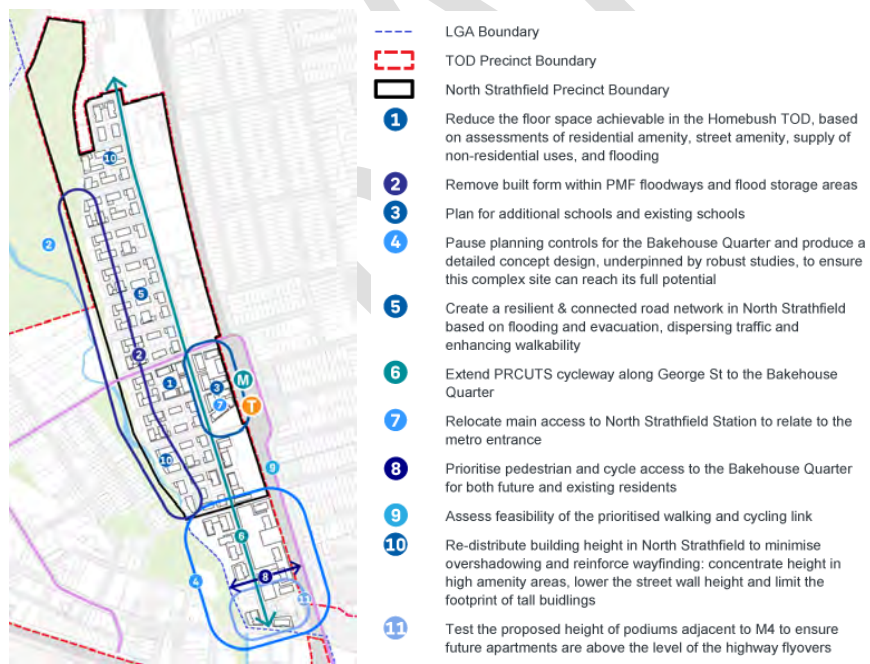 LGA Boundary
TOD Precinct Boundary
North Strathfield Precinct Boundary
1 Reduce the floor space achievable in the Homebush TOD, based
on assessments of residential amenity, street amenity, supply of
non-residential uses, and flooding
2 Remove built form within PMF floodways and flood storage areas
3 Plan for additional schools and existing schools
4 Pause planning controls for the Bakehouse Quarter and produce a
detailed concept design, underpinned by robust studies, to ensure
this complex site can reach its full potential
5 Create a resilient & connected road network in North Strathfield
based on flooding and evacuation, dispersing traffic and
enhancing walkability
6 Extend PRCUTS cycleway along George St to the Bakehouse
Quarter
7 Relocate main access to North Strathfield Station to relate to the
metro entrance
8 Prioritise pedestrian and cycle access to the Bakehouse Quarter
for both future and existing residents
9 Assess feasibility of the prioritised walking and cycling link
10 Re-distribute building height in North Strathfield to minimise
overshadowing and reinforce wayfinding: concentrate height in
high amenity areas, lower the street wall height and limit the
footprint of tall buidlings
11 Test the proposed height of podiums adjacent to M4 to ensure
future apartments are above the level of the highway flyovers
10
2
5
2
1
3
M
7
T
10
9
6
4
8
11